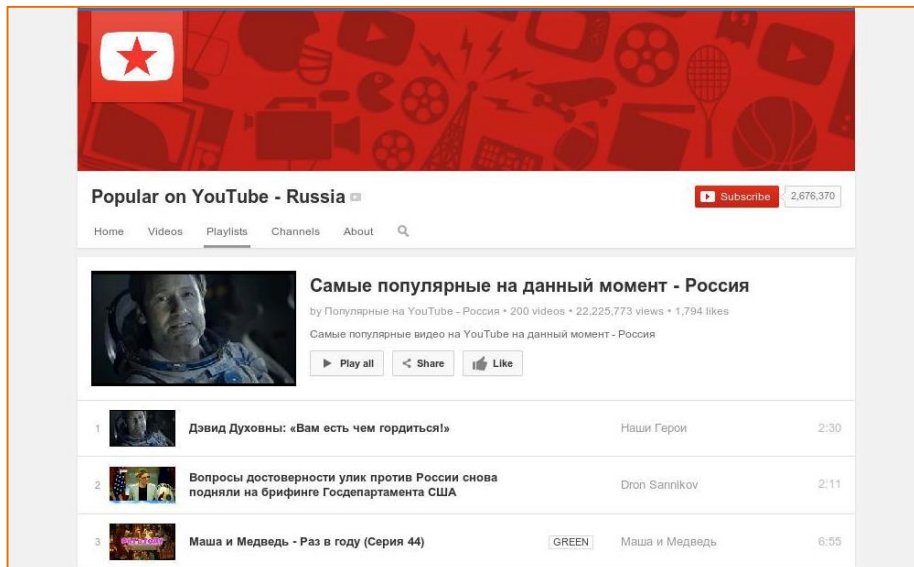 Popular on YouTube - Russia
Subscribe 2,676,370
Home Videos Playlists Channels About
Самые популярные на данный момент - Россия
by Популярные на YouTube - Россия • 200 videos • 22,225,773 views • 1,794 likes
Самые популярные видео на YouTube на данный момент - Россия
Play all Share Like
1 Дэвид Духовны: «Вам есть чем гордиться!» Наши Герои 2:30
Вопросы достоверности улик против России снова
2 подняли на брифинге Госдепартамента США Dron Sannikov 2:11
3 Маша и Медведь - Раз в году (Серия 44) GREEN Маша и Медведь 6:55